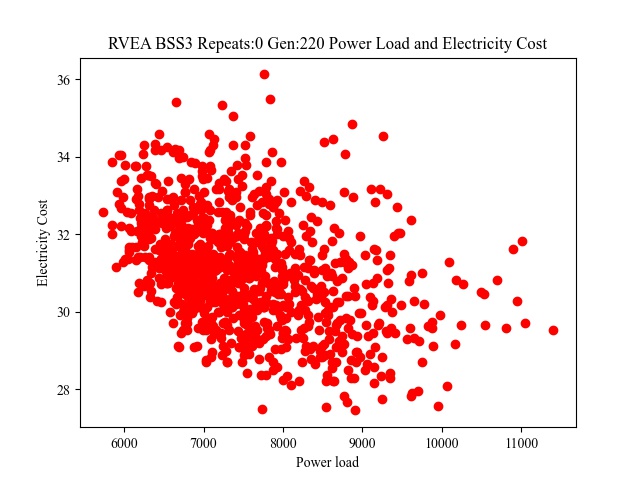 RVEA BSS3 Repeats:0 Gen:220 Power Load and Electricity Cost
36
34
32
30
28
Electricity Cost
6000 7000 8000 9000 10000 11000
Power load